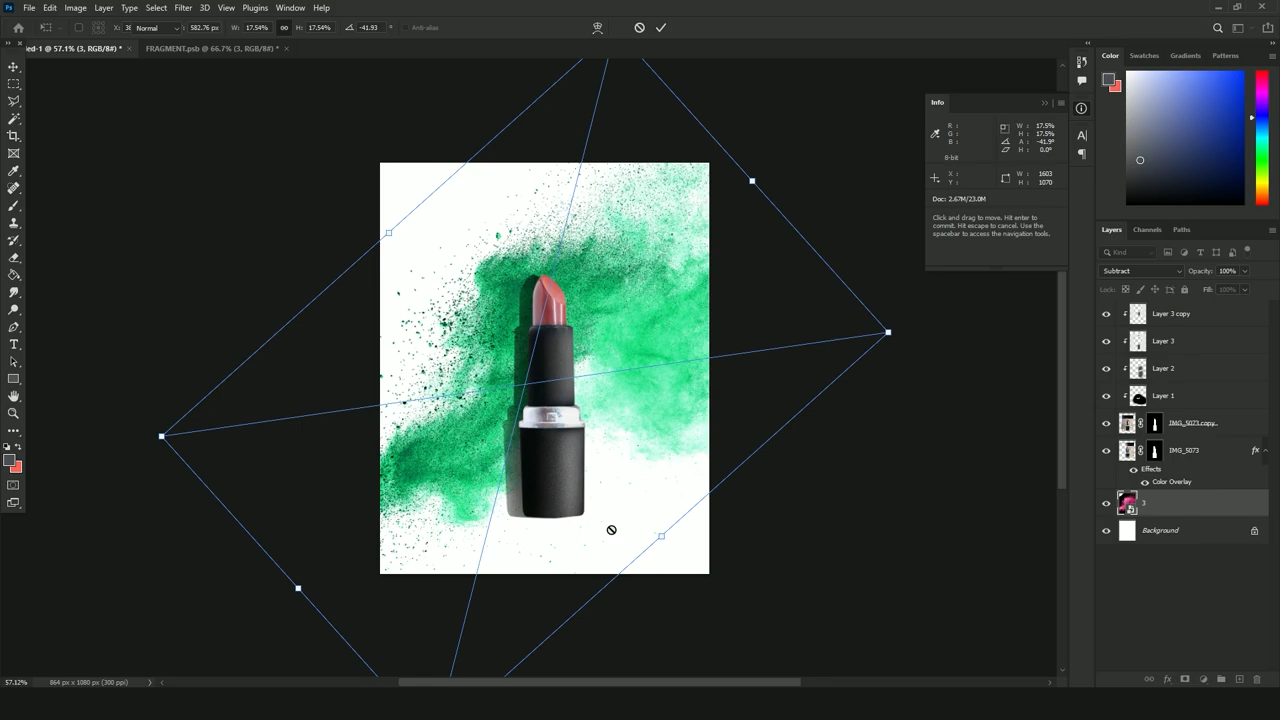 File Edit Image Layer Type Select Filter 3D View Plugins Window Help
X: 38 Normal : 582.76 px W: 17.54% H: 17.54% -41.93 ° Anti-alias
ed-1 @ 57.1% (3, RGB/8#) * × FRAGMENT.psb @ 66.7% (3, RGB/8#) * ×
Color Swatches Gradients Patterns
Info
R :
G :
B :
8-bit
W : 17.5%
H : 17.5%
A : -41.9°
H : 0.0°
X :
Y :
W : 1603
H : 1070
Doc: 2.67M/23.0M
Click and drag to move. Hit enter to
commit. Hit escape to cancel. Use the
spacebar to access the navigation tools.
Layers Channels Paths
Kind
Subtract Opacity: 100%
Lock: Fill: 100%
Layer 3 copy
Layer 3
Layer 2
Layer 1
IMG_5073 copy
IMG_5073 fx
Effects
Color Overlay
3
Background
57.12% 864 px x 1080 px (300 ppi)